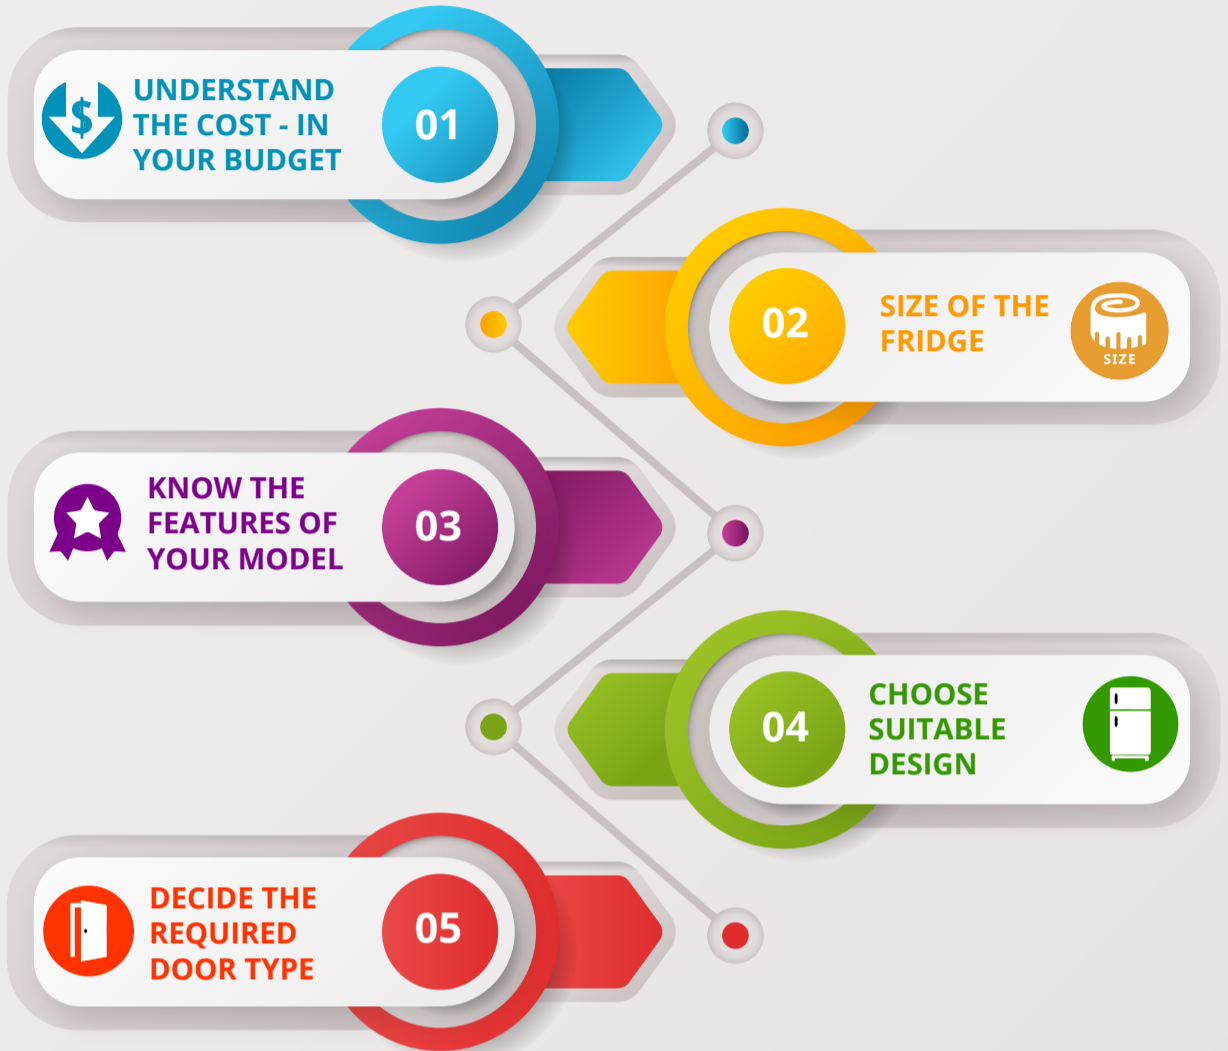 UNDERSTAND
THE COST - IN
YOUR BUDGET
01
02
SIZE OF THE
FRIDGE
SIZE
KNOW THE
FEATURES OF
YOUR MODEL
03
04
CHOOSE
SUITABLE
DESIGN
DECIDE THE
REQUIRED
DOOR TYPE
05